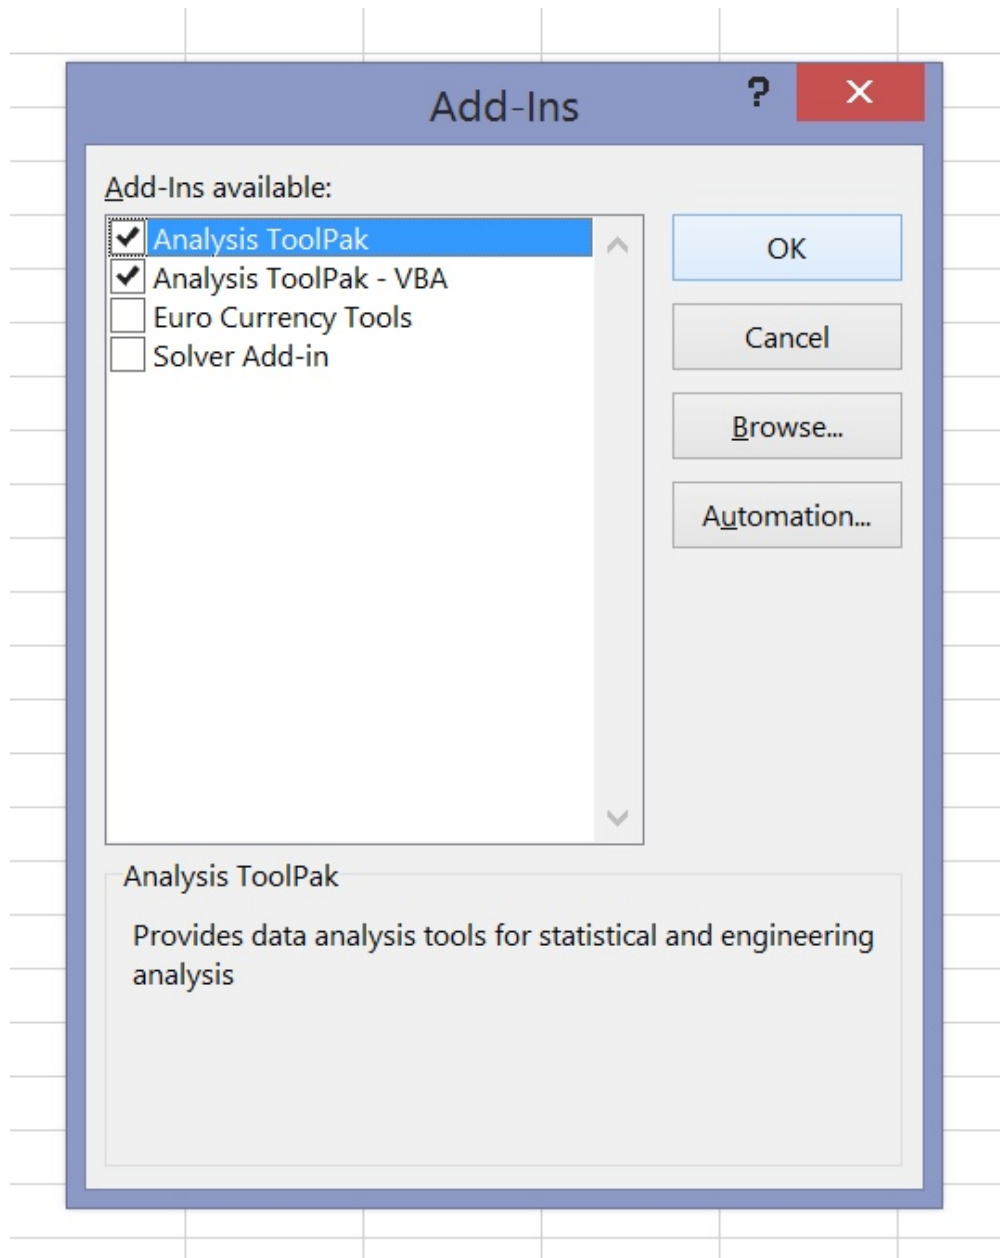 Add-Ins
?
Add-Ins available:
Analysis ToolPak
Analysis ToolPak - VBA
Euro Currency Tools
Solver Add-in
OK
Cancel
Browse...
Automation...
Analysis ToolPak
Provides data analysis tools for statistical and engineering
analysis